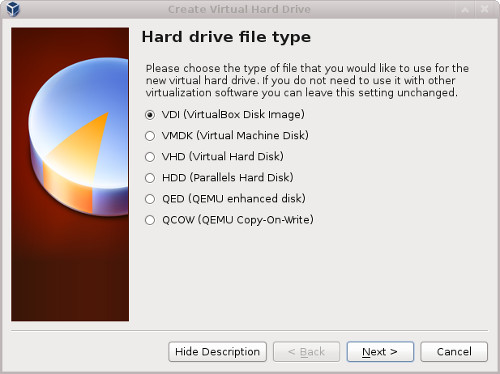 Create Virtual Hard Drive
Hard drive file type
Please choose the type of file that you would like to use for the
new virtual hard drive. If you do not need to use it with other
virtualization software you can leave this setting unchanged.
VDI (VirtualBox Disk Image)
VMDK (Virtual Machine Disk)
VHD (Virtual Hard Disk)
HDD (Parallels Hard Disk)
QED (QEMU enhanced disk)
QCOW (QEMU Copy-On-Write)
Hide Description < Back Next > Cancel